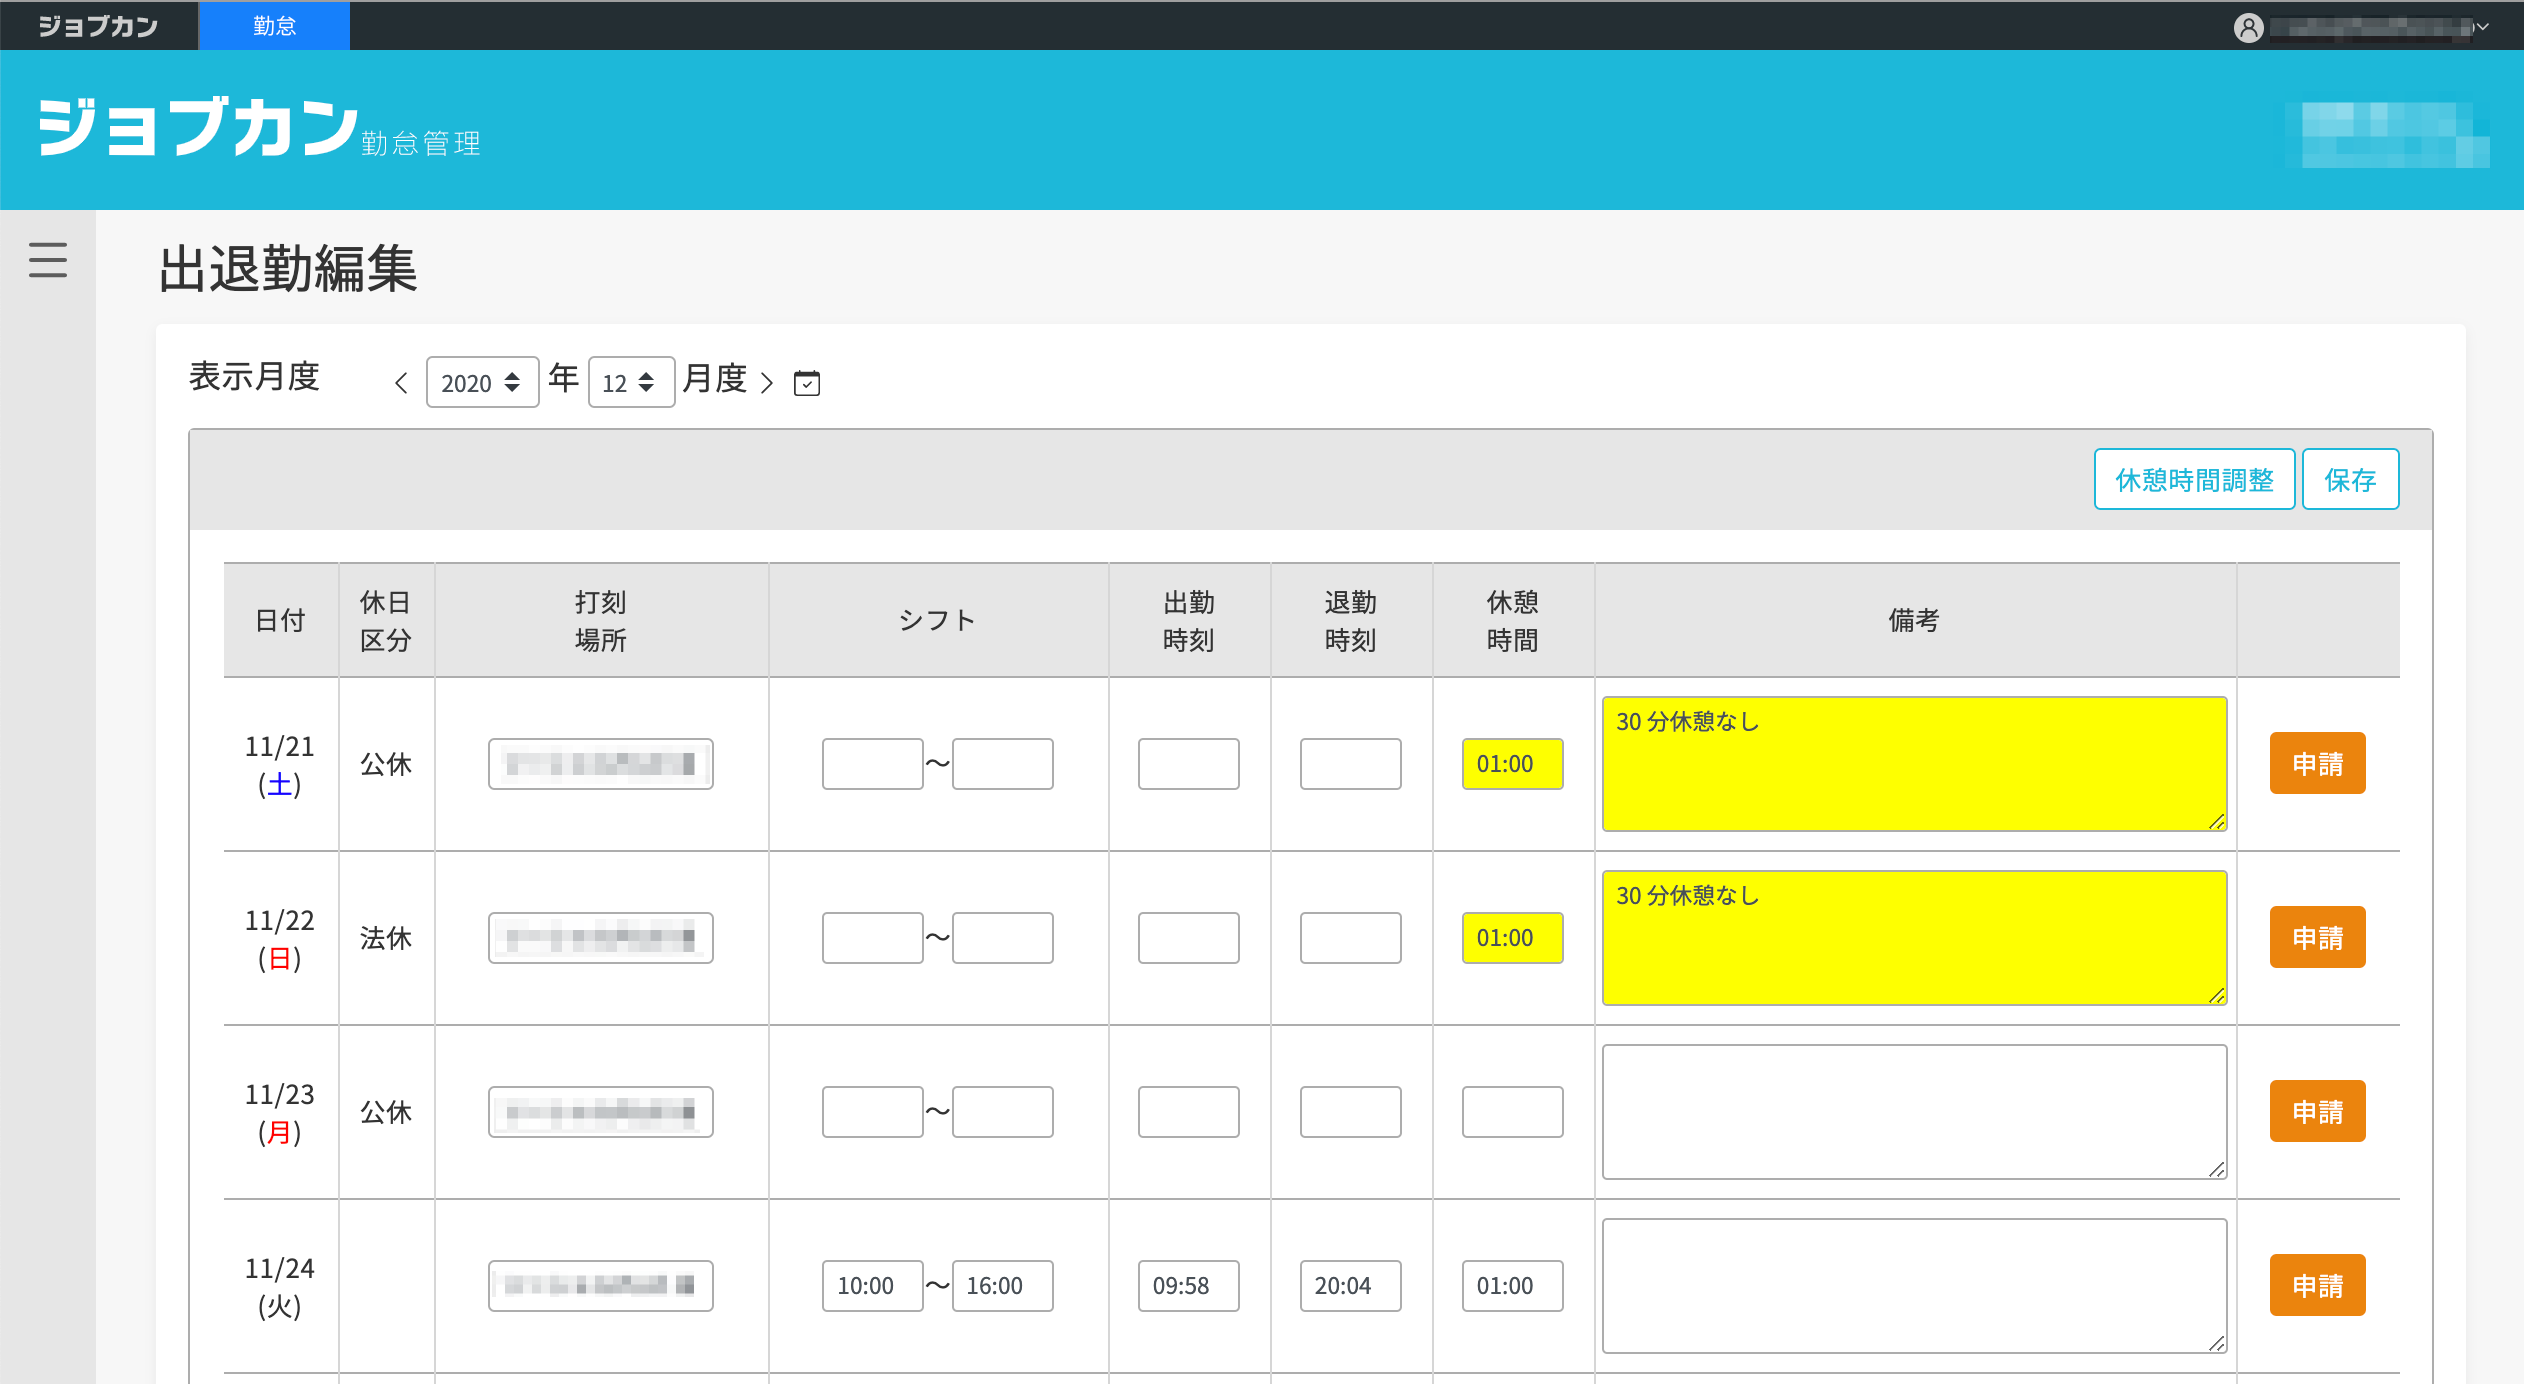 ジョブカン 勤怠
ジョブカン 勤怠管理
出退勤編集
表示月度 2020 年 12 月度
休憩時間調整 保存
日付 休日区分 打刻場所 シフト 出勤時刻 退勤時刻 休憩時間 備考
11/21 (土) 公休 〜 01:00 30 分休憩なし 申請
11/22 (日) 法休 〜 01:00 30 分休憩なし 申請
11/23 (月) 公休 〜 申請
11/24 (火) 10:00 〜 16:00 09:58 20:04 01:00 申請